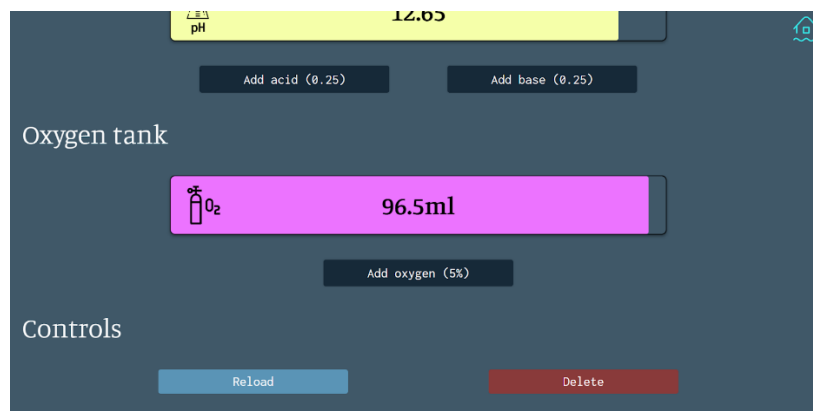 12.65
pH
Add acid (0.25) Add base (0.25)
Oxygen tank
O₂ 96.5ml
Add oxygen (5%)
Controls
Reload Delete